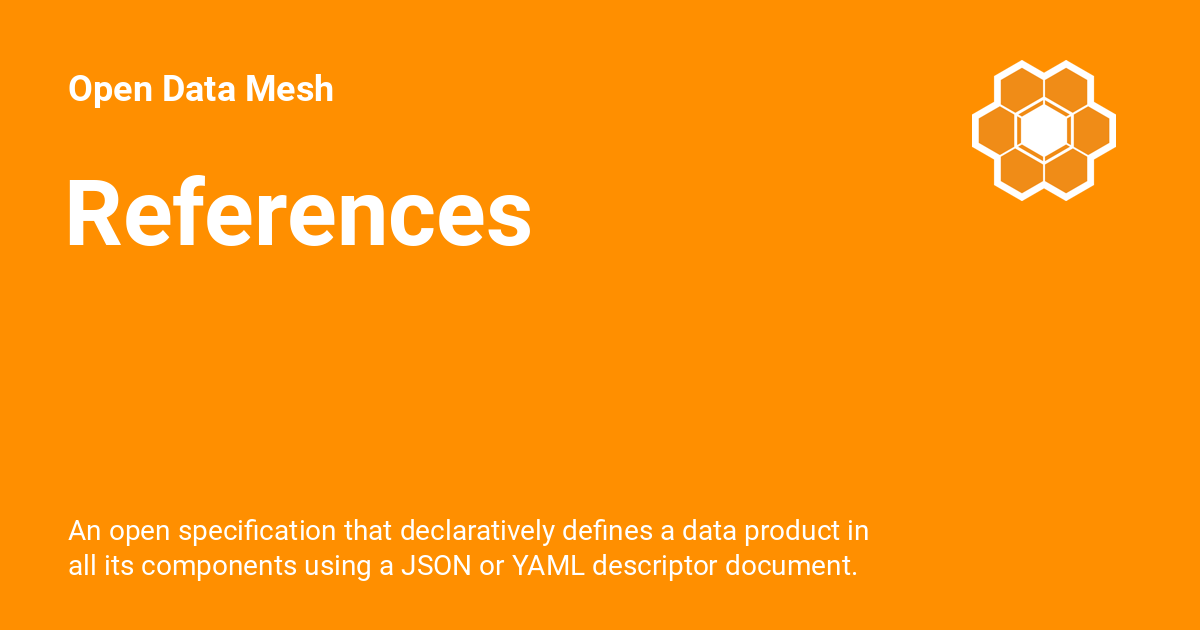 Open Data Mesh
References
An open specification that declaratively defines a data product in
all its components using a JSON or YAML descriptor document.